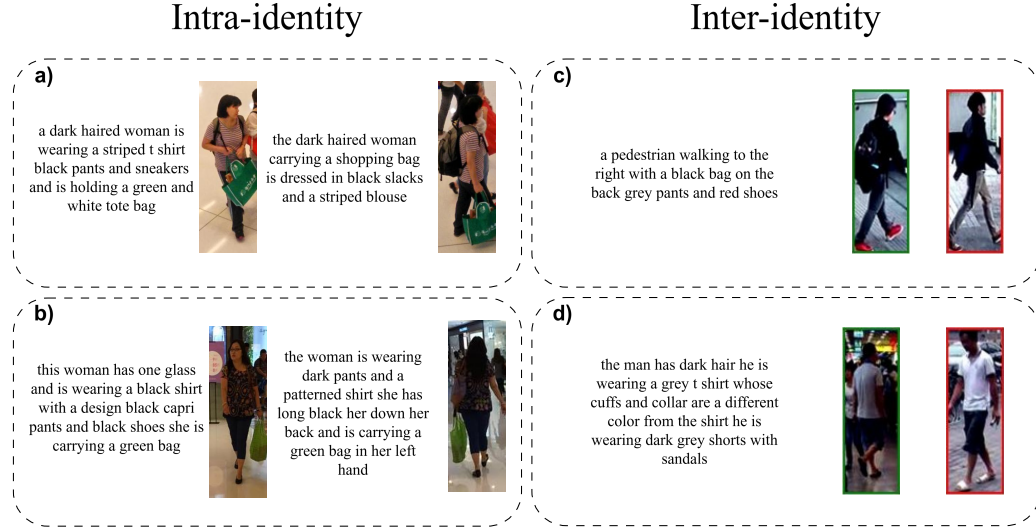 Intra-identity
Inter-identity
a)
a dark haired woman is
wearing a striped t shirt
black pants and sneakers
and is holding a green and
white tote bag
the dark haired woman
carrying a shopping bag
is dressed in black slacks
and a striped blouse
c)
a pedestrian walking to the
right with a black bag on the
back grey pants and red shoes
b)
this woman has one glass
and is wearing a black shirt
with a design black capri
pants and black shoes she is
carrying a green bag
the woman is wearing
dark pants and a
patterned shirt she has
long black her down her
back and is carrying a
green bag in her left
hand
d)
the man has dark hair he is
wearing a grey t shirt whose
cuffs and collar are a different
color from the shirt he is
wearing dark grey shorts with
sandals